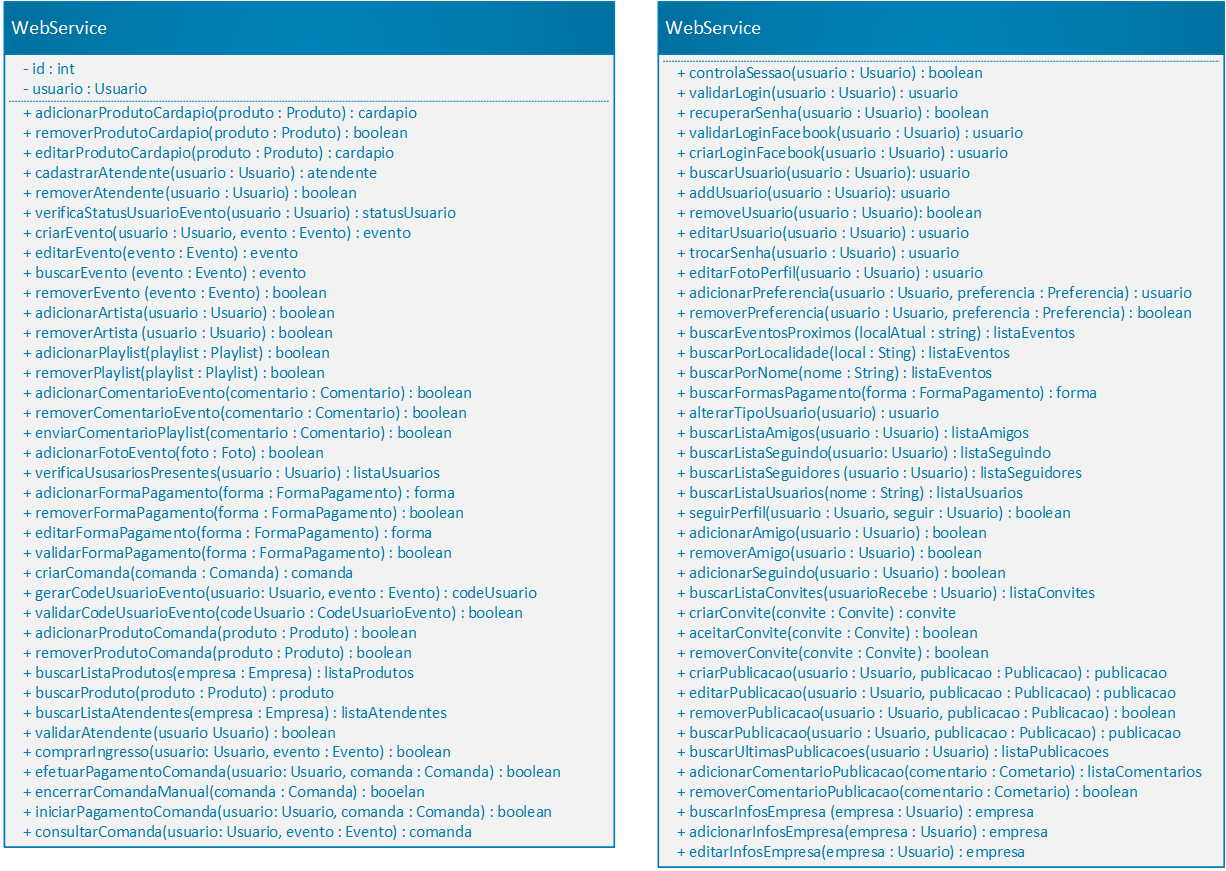 WebService
- id : int
- usuario : Usuario
+ adicionarProdutoCardapio(produto : Produto) : cardapio
+ removerProdutoCardapio(produto : Produto) : boolean
+ editarProdutoCardapio(produto : Produto) : cardapio
+ cadastrarAtendente(usuario : Usuario) : atendente
+ removerAtendente(usuario : Usuario) : boolean
+ verificaStatusUsuarioEvento(usuario : Usuario) : statusUsuario
+ criarEvento(usuario : Usuario, evento : Evento) : evento
+ editarEvento(evento : Evento) : evento
+ buscarEvento (evento : Evento) : evento
+ removerEvento (evento : Evento) : boolean
+ adicionarArtista(usuario : Usuario) : boolean
+ removerArtista (usuario : Usuario) : boolean
+ adicionarPlaylist(playlist : Playlist) : boolean
+ removerPlaylist(playlist : Playlist) : boolean
+ adicionarComentarioEvento(comentario : Comentario) : boolean
+ removerComentarioEvento(comentario : Comentario) : boolean
+ enviarComentarioPlaylist(comentario : Comentario) : boolean
+ adicionarFotoEvento(foto : Foto) : boolean
+ verificaUsusariosPresentes(usuario : Usuario) : listaUsuarios
+ adicionarFormaPagamento(forma : FormaPagamento) : forma
+ removerFormaPagamento(forma : FormaPagamento) : boolean
+ editarFormaPagamento(forma : FormaPagamento) : forma
+ validarFormaPagamento(forma : FormaPagamento) : boolean
+ criarComanda(comanda : Comanda) : comanda
+ gerarCodeUsuarioEvento(usuario: Usuario, evento : Evento) : codeUsuario
+ validarCodeUsuarioEvento(codeUsuario : CodeUsuarioEvento) : boolean
+ adicionarProdutoComanda(produto : Produto) : boolean
+ removerProdutoComanda(produto : Produto) : boolean
+ buscarListaProdutos(empresa : Empresa) : listaProdutos
+ buscarProduto(produto : Produto) : produto
+ buscarListaAtendentes(empresa : Empresa) : listaAtendentes
+ validarAtendente(usuario Usuario) : boolean
+ comprarIngresso(usuario: Usuario, evento : Evento) : boolean
+ efetuarPagamentoComanda(usuario: Usuario, comanda : Comanda) : boolean
+ encerrarComandaManual(comanda : Comanda) : booelan
+ iniciarPagamentoComanda(usuario: Usuario, comanda : Comanda) : boolean
+ consultarComanda(usuario: Usuario, evento : Evento) : comanda
WebService
+ controlaSessao(usuario : Usuario) : boolean
+ validarLogin(usuario : Usuario) : usuario
+ recuperarSenha(usuario : Usuario) : boolean
+ validarLoginFacebook(usuario : Usuario) : usuario
+ criarLoginFacebook(usuario : Usuario) : usuario
+ buscarUsuario(usuario : Usuario): usuario
+ addUsuario(usuario : Usuario): usuario
+ removeUsuario(usuario : Usuario): boolean
+ editarUsuario(usuario : Usuario) : usuario
+ trocarSenha(usuario : Usuario) : usuario
+ editarFotoPerfil(usuario : Usuario) : usuario
+ adicionarPreferencia(usuario : Usuario, preferencia : Preferencia) : usuario
+ removerPreferencia(usuario : Usuario, preferencia : Preferencia) : boolean
+ buscarEventosProximos (localAtual : string) : listaEventos
+ buscarPorLocalidade(local : Sting) : listaEventos
+ buscarPorNome(nome : String) : listaEventos
+ buscarFormasPagamento(forma : FormaPagamento) : forma
+ alterarTipoUsuario(usuario) : usuario
+ buscarListaAmigos(usuario : Usuario) : listaAmigos
+ buscarListaSeguindo(usuario: Usuario) : listaSeguindo
+ buscarListaSeguidores (usuario : Usuario) : listaSeguidores
+ buscarListaUsuarios(nome : String) : listaUsuarios
+ seguirPerfil(usuario : Usuario, seguir : Usuario) : boolean
+ adicionarAmigo(usuario : Usuario) : boolean
+ removerAmigo(usuario : Usuario) : boolean
+ adicionarSeguindo(usuario : Usuario) : boolean
+ buscarListaConvites(usuarioRecebe : Usuario) : listaConvites
+ criarConvite(convite : Convite) : convite
+ aceitarConvite(convite : Convite) : boolean
+ removerConvite(convite : Convite) : boolean
+ criarPublicacao(usuario : Usuario, publicacao : Publicacao) : publicacao
+ editarPublicacao(usuario : Usuario, publicacao : Publicacao) : publicacao
+ removerPublicacao(usuario : Usuario, publicacao : Publicacao) : boolean
+ buscarPublicacao(usuario : Usuario, publicacao : Publicacao) : publicacao
+ buscarUltimasPublicacoes(usuario : Usuario) : listaPublicacoes
+ adicionarComentarioPublicacao(comentario : Cometario) : listaComentarios
+ removerComentarioPublicacao(comentario : Cometario) : boolean
+ buscarInfosEmpresa (empresa : Usuario) : empresa
+ adicionarInfosEmpresa(empresa : Usuario) : empresa
+ editarInfosEmpresa(empresa : Usuario) : empresa